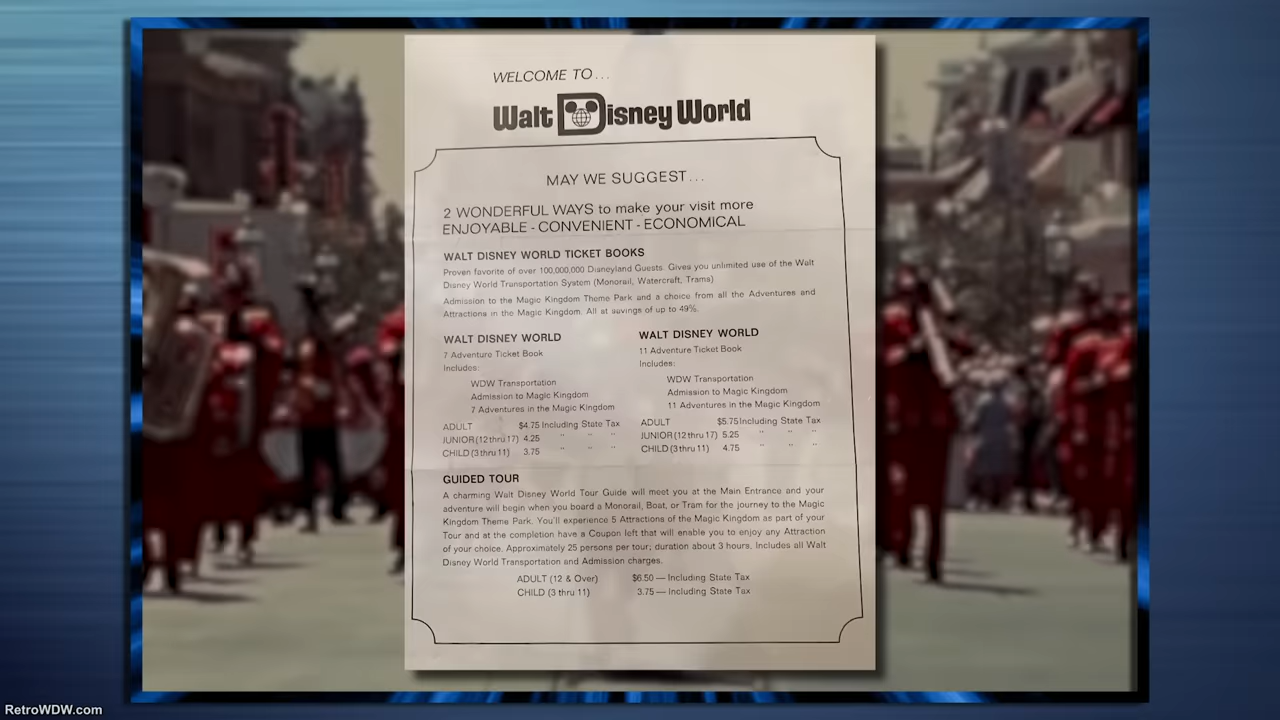 WELCOME TO...
Walt Disney World
MAY WE SUGGEST...
2 WONDERFUL WAYS to make your visit more
ENJOYABLE - CONVENIENT - ECONOMICAL
WALT DISNEY WORLD TICKET BOOKS
Proven favorite of over 100,000,000 Disneyland Guests. Gives you unlimited use of the Walt
Disney World Transportation System (Monorail, Watercraft, Trams)
Admission to the Magic Kingdom Theme Park and a choice from all the Adventures and
Attractions in the Magic Kingdom. All at savings of up to 49%.
WALT DISNEY WORLD
7 Adventure Ticket Book
Includes:
WDW Transportation
Admission to Magic Kingdom
7 Adventures in the Magic Kingdom
ADULT $4.75 Including State Tax
JUNIOR (12 thru 17) 4.25 " " "
CHILD (3 thru 11) 3.75 " " "
WALT DISNEY WORLD
11 Adventure Ticket Book
Includes:
WDW Transportation
Admission to Magic Kingdom
11 Adventures in the Magic Kingdom
ADULT $5.75 Including State Tax
JUNIOR (12 thru 17) 5.25 " " "
CHILD (3 thru 11) 4.75 " " "
GUIDED TOUR
A charming Walt Disney World Tour Guide will meet you at the Main Entrance and your
adventure will begin when you board a Monorail, Boat, or Tram for the journey to the Magic
Kingdom Theme Park. You'll experience 5 Attractions of the Magic Kingdom as part of your
Tour and at the completion have a Coupon left that will enable you to enjoy any Attraction
of your choice. Approximately 25 persons per tour; duration about 3 hours. Includes all Walt
Disney World Transportation and Admission charges.
ADULT (12 & Over) $6.50 — Including State Tax
CHILD (3 thru 11) 3.75 — Including State Tax
RetroWDW.com